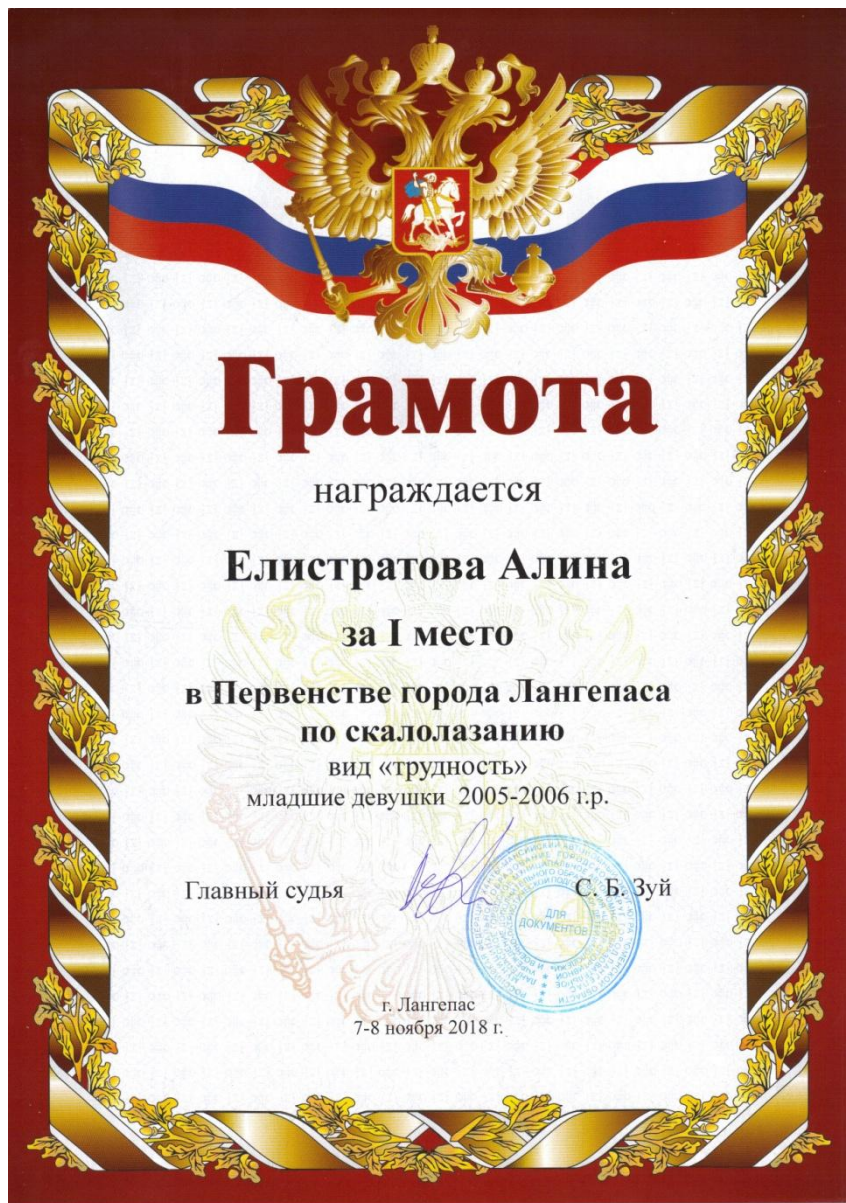 Грамота
награждается
Елистратова Алина
за I место
в Первенстве города Лангепаса
по скалолазанию
вид «трудность»
младшие девушки 2005-2006 г.р.
Главный судья С. Б. Зуй
ДЛЯ
ДОКУМЕНТОВ
г. Лангепас
7-8 ноября 2018 г.